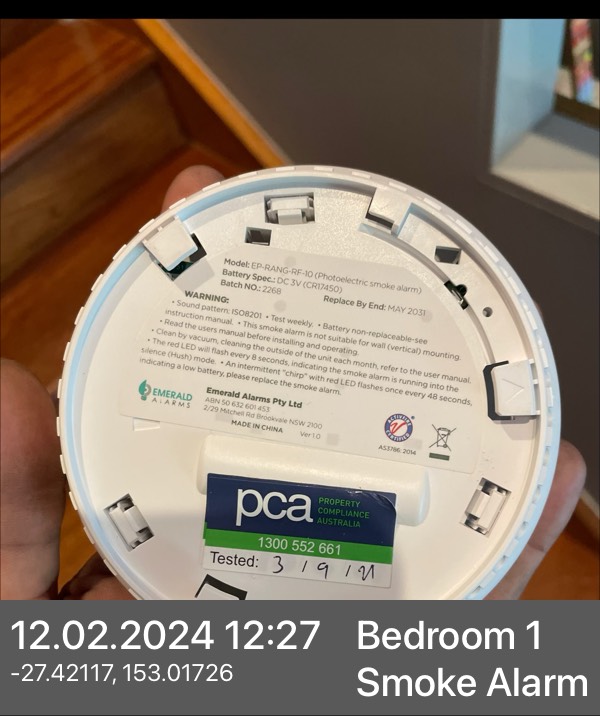 Model: EP-RANG-RF-10 (Photoelectric smoke alarm)
Battery Spec.: DC 3V (CR17450)
Batch NO.: 2268
Replace By End: MAY 2031
WARNING:
• Sound pattern: ISO8201 • Test weekly. • Battery non-replaceable-see
instruction manual. • This smoke alarm is not suitable for wall (vertical) mounting.
• Read the users manual before installing and operating.
• Clean by vacuum, cleaning the outside of the unit each month, refer to the user manual.
• The red LED will flash every 8 seconds, indicating the smoke alarm is running into the
silence (Hush) mode. • An intermittent "chirp" with red LED flashes once every 48 seconds,
indicating a low battery, please replace the smoke alarm.
EMERALD
ALARMS
Emerald Alarms Pty Ltd
ABN 50 632 601 453
2/29 Mitchell Rd Brookvale NSW 2100
MADE IN CHINA
Ver 1.0
ACTIVFIRE
CERTIFIED
AS3786: 2014
pca
PROPERTY
COMPLIANCE
AUSTRALIA
1300 552 661
Tested: 3 / 9 / 21
12.02.2024 12:27
-27.42117, 153.01726
Bedroom 1
Smoke Alarm